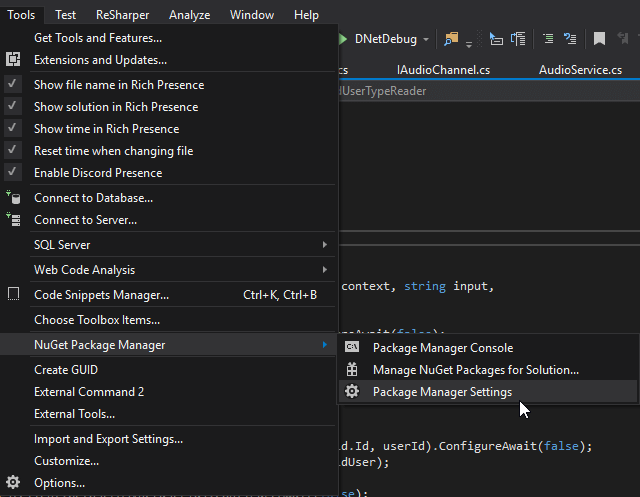 Tools Test ReSharper Analyze Window Help
Get Tools and Features...
Extensions and Updates...
DNetDebug
Show file name in Rich Presence
cs IAudioChannel.cs AudioService.cs
Show solution in Rich Presence
dUserTypeReader
Show time in Rich Presence
Reset time when changing file
Enable Discord Presence
Connect to Database...
Connect to Server...
SQL Server
Web Code Analysis
Code Snippets Manager... Ctrl+K, Ctrl+B
context, string input,
Choose Toolbox Items...
Await(false);
NuGet Package Manager
Package Manager Console
Create GUID
Manage NuGet Packages for Solution...
External Command 2
Package Manager Settings
External Tools...
Import and Export Settings...
d.Id, userId).ConfigureAwait(false);
Customize...
dUser);
Options...
se);